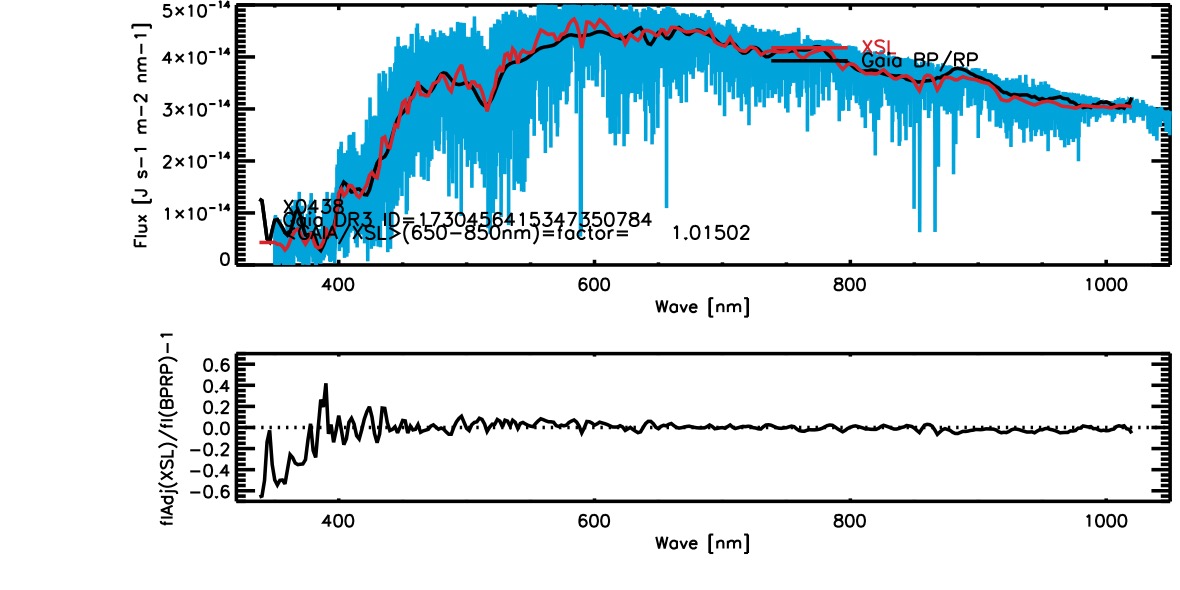 5×10⁻¹⁴
4×10⁻¹⁴
3×10⁻¹⁴
2×10⁻¹⁴
1×10⁻¹⁴
0
Flux [J s−1 m−2 nm−1]
XSL
Gaia BP/RP
X0438
Gaia DR3 ID=1730456415347350784
<GAIA/XSL>(650−850nm)=factor= 1.01502
400 600 800 1000
Wave [nm]
0.6
0.4
0.2
0.0
−0.2
−0.4
−0.6
flAdj(XSL)/fl(BPRP)−1
400 600 800 1000
Wave [nm]